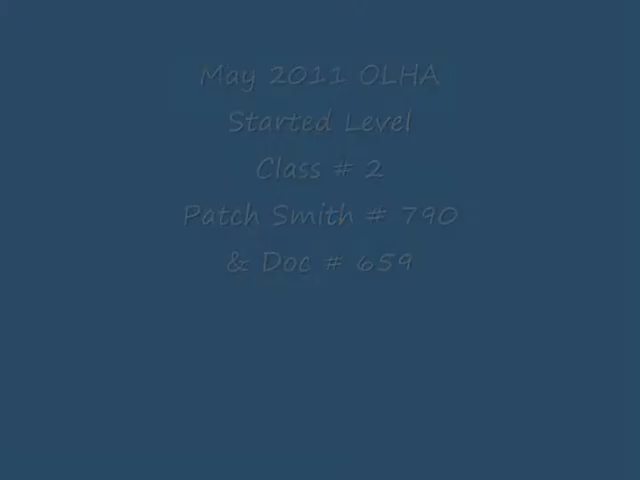 May 2011 OLHA
Started Level
Class # 2
Patch Smith # 790
& Doc # 659